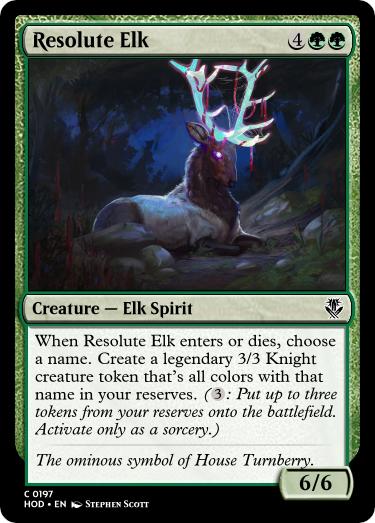 Resolute Elk 4
Creature — Elk Spirit
When Resolute Elk enters or dies, choose
a name. Create a legendary 3/3 Knight
creature token that's all colors with that
name in your reserves. (3: Put up to three
tokens from your reserves onto the battlefield.
Activate only as a sorcery.)
The ominous symbol of House Turnberry.
6/6
C 0197
HOD • EN Stephen Scott